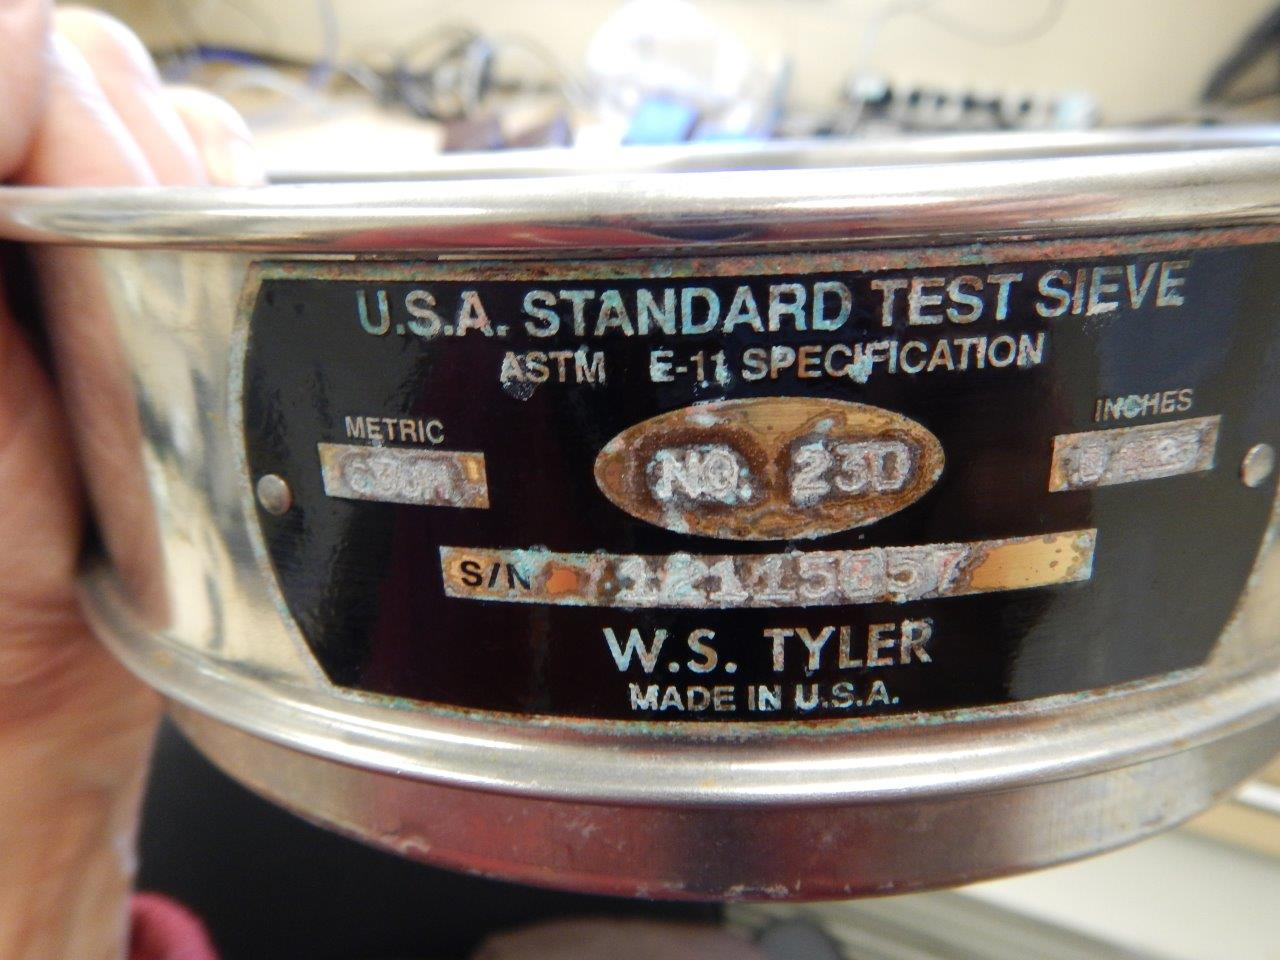 U.S.A. STANDARD TEST SIEVE
ASTM E-11 SPECIFICATION
METRIC
INCHES
NO. 230
S/N
W.S. TYLER
MADE IN U.S.A.